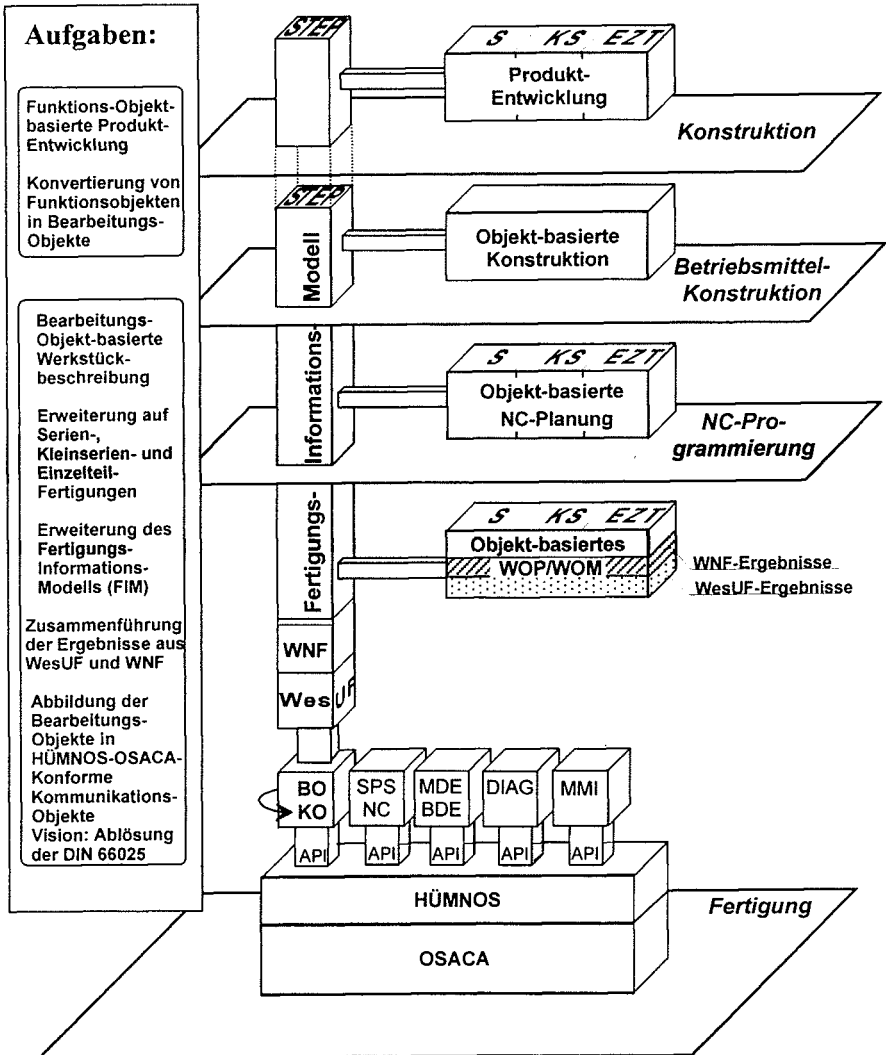 Aufgaben:
Funktions-Objekt-
basierte Produkt-
Entwicklung
Konvertierung von
Funktionsobjekten
in Bearbeitungs-
Objekte
Bearbeitungs-
Objekt-basierte
Werkstück-
beschreibung
Erweiterung auf
Serien-,
Kleinserien- und
Einzelteil-
Fertigungen
Erweiterung des
Fertigungs-
Informations-
Modells (FIM)
Zusammenführung
der Ergebnisse aus
WesUF und WNF
Abbildung der
Bearbeitungs-
Objekte in
HÜMNOS-OSACA-
Konforme
Kommunikations-
Objekte
Vision: Ablösung
der DIN 66025
STEP
S KS EZT
Produkt-
Entwicklung
Konstruktion
STEP
Modell
Objekt-basierte
Konstruktion
Betriebsmittel-
Konstruktion
Informations-
S KS EZT
Objekt-basierte
NC-Planung
NC-Pro-
grammierung
Fertigungs-
S KS EZT
Objekt-basiertes
WOP/WOM
WNF-Ergebnisse
WesUF-Ergebnisse
WNF
WesUF
BO
KO
SPS
NC
MDE
BDE
DIAG
MMI
API
API
API
API
API
HÜMNOS
OSACA
Fertigung